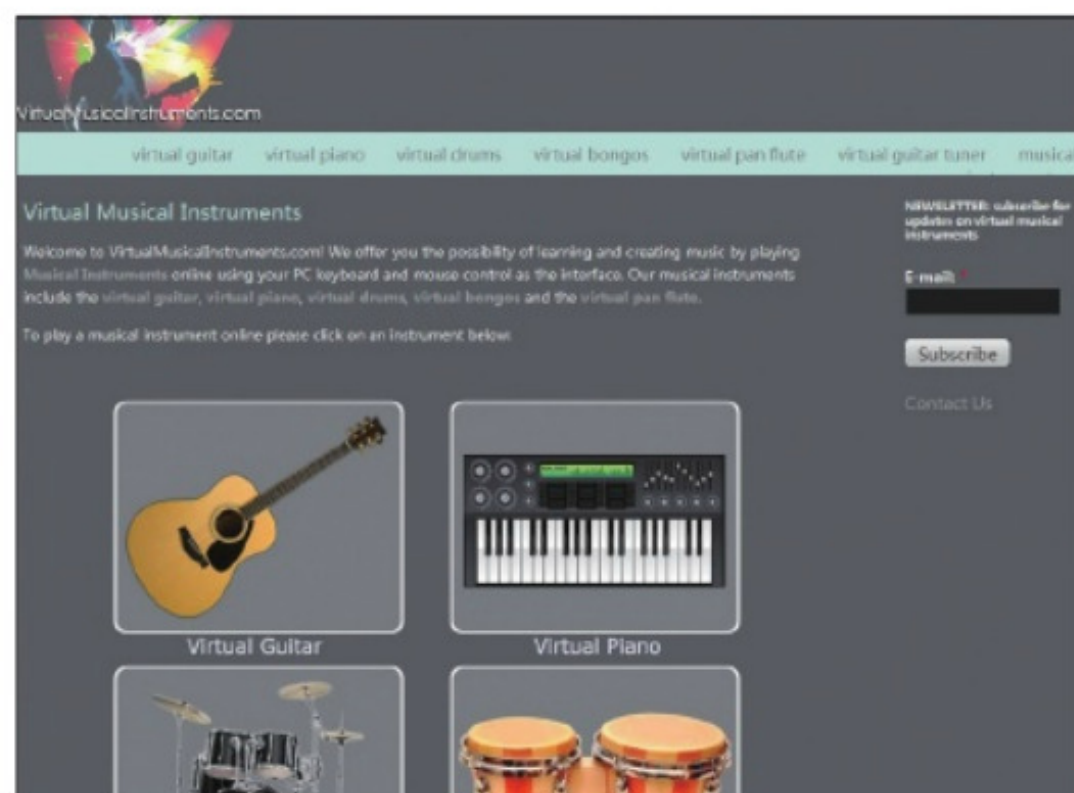 VirtualMusicalInstruments.com
virtual guitar virtual piano virtual drums virtual bongos virtual pan flute virtual guitar tuner musica
Virtual Musical Instruments
Welcome to VirtualMusicalInstruments.com! We offer you the possibility of learning and creating music by playing
Musical Instruments online using your PC keyboard and mouse control as the interface. Our musical instruments
include the virtual guitar, virtual piano, virtual drums, virtual bongos and the virtual pan flute.
To play a musical instrument online please click on an instrument below:
Virtual Guitar Virtual Piano
NEWSLETTER: subscribe for
updates on virtual musical
instruments
E-mail: *
Subscribe
Contact Us